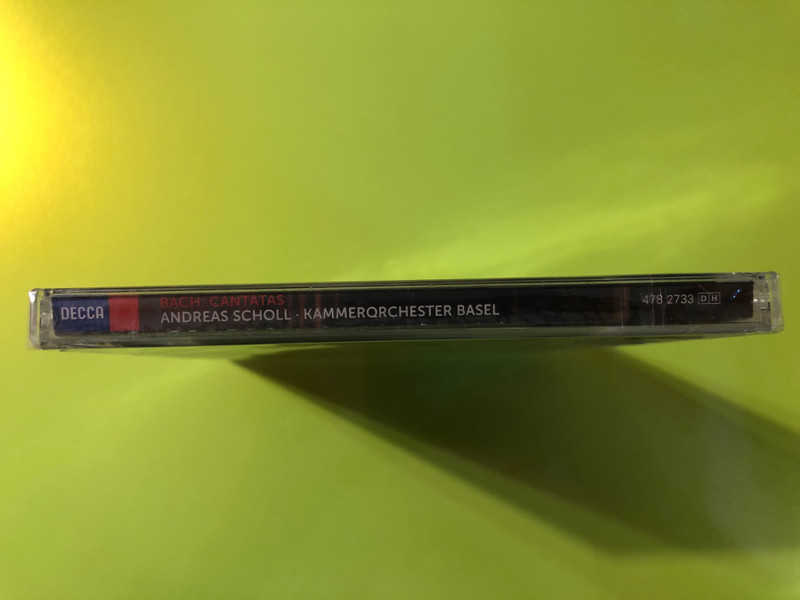 DECCA
BACH CANTATAS
ANDREAS SCHOLL · KAMMERORCHESTER BASEL
478 2733 DH